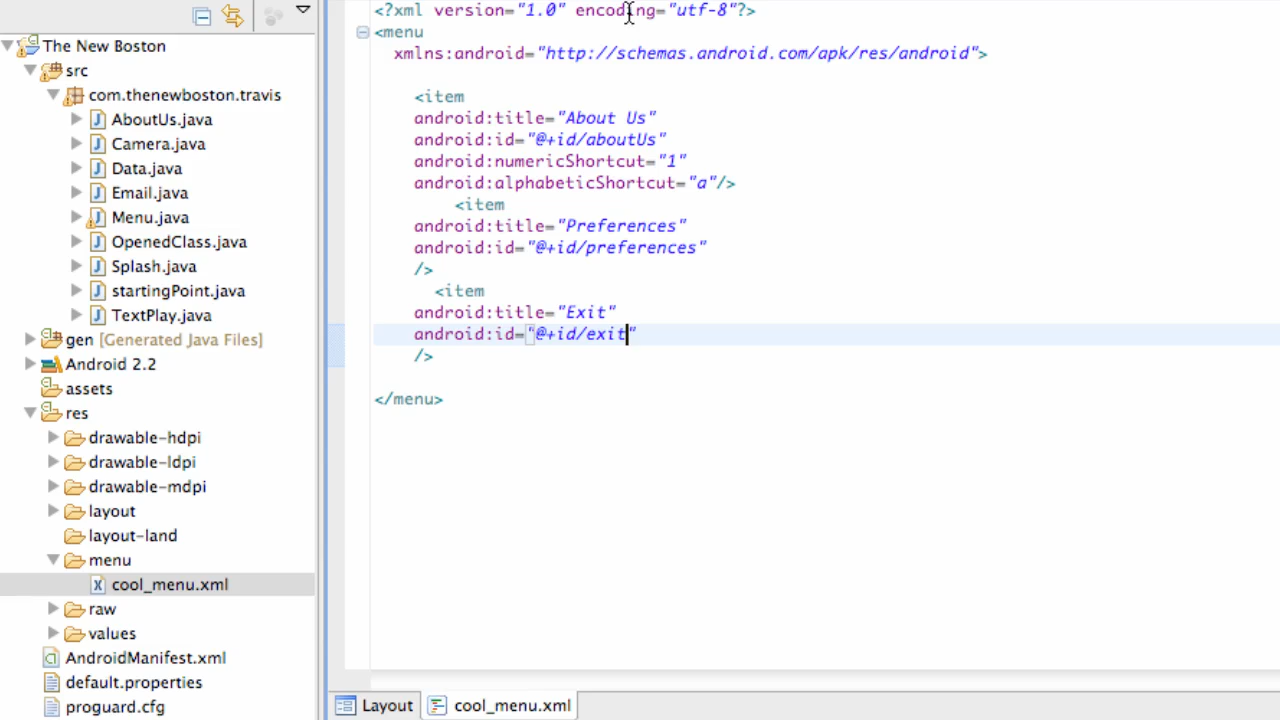 The New Boston
src
com.thenewboston.travis
AboutUs.java
Camera.java
Data.java
Email.java
Menu.java
OpenedClass.java
Splash.java
startingPoint.java
TextPlay.java
gen [Generated Java Files]
Android 2.2
assets
res
drawable-hdpi
drawable-ldpi
drawable-mdpi
layout
layout-land
menu
cool_menu.xml
raw
values
AndroidManifest.xml
default.properties
proguard.cfg
<?xml version="1.0" encoding="utf-8"?>
<menu
xmlns:android="http://schemas.android.com/apk/res/android">
<item
android:title="About Us"
android:id="@+id/aboutUs"
android:numericShortcut="1"
android:alphabeticShortcut="a"/>
<item
android:title="Preferences"
android:id="@+id/preferences"
/>
<item
android:title="Exit"
android:id="@+id/exit"
/>
</menu>
Layout
cool_menu.xml